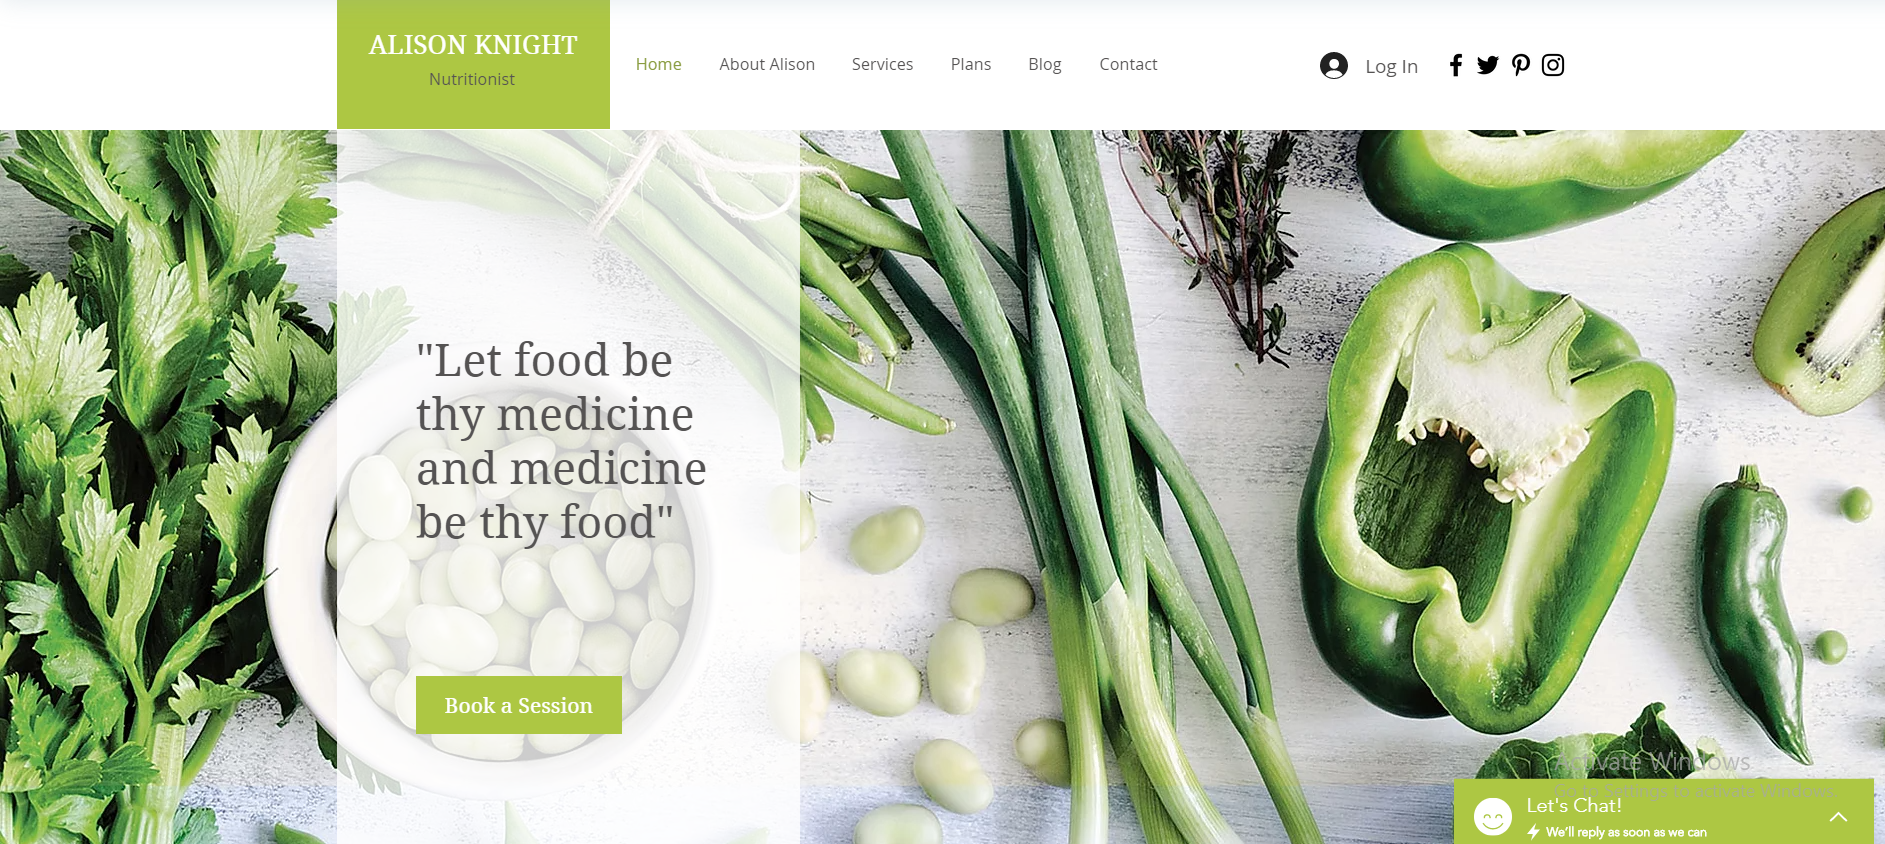 ALISON KNIGHT
Nutritionist
Home
About Alison
Services
Plans
Blog
Contact
Log In
"Let food be
thy medicine
and medicine
be thy food"
Book a Session
Activate Windows
Go to Settings to activate Windows.
Let's Chat!
We'll reply as soon as we can